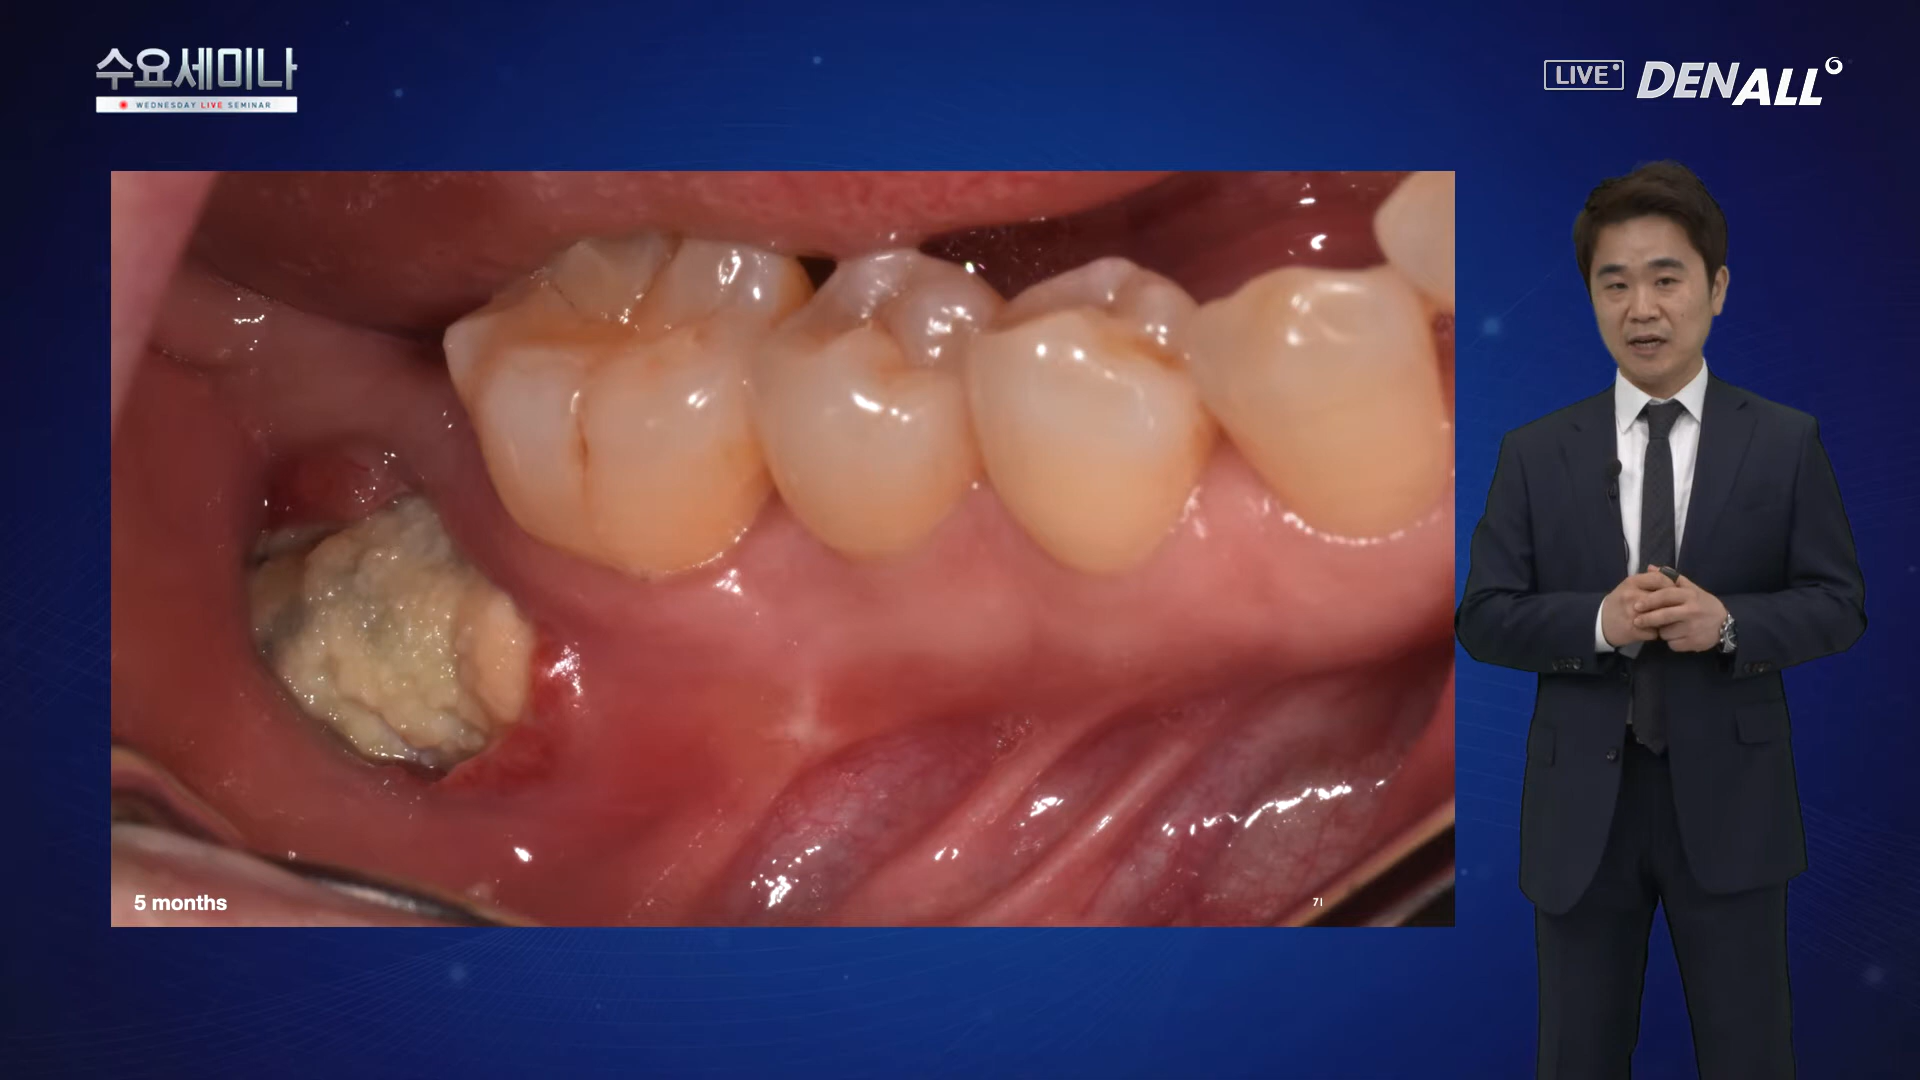 수요세미나
WEDNESDAY LIVE SEMINAR
LIVE
DENALL
5 months
71